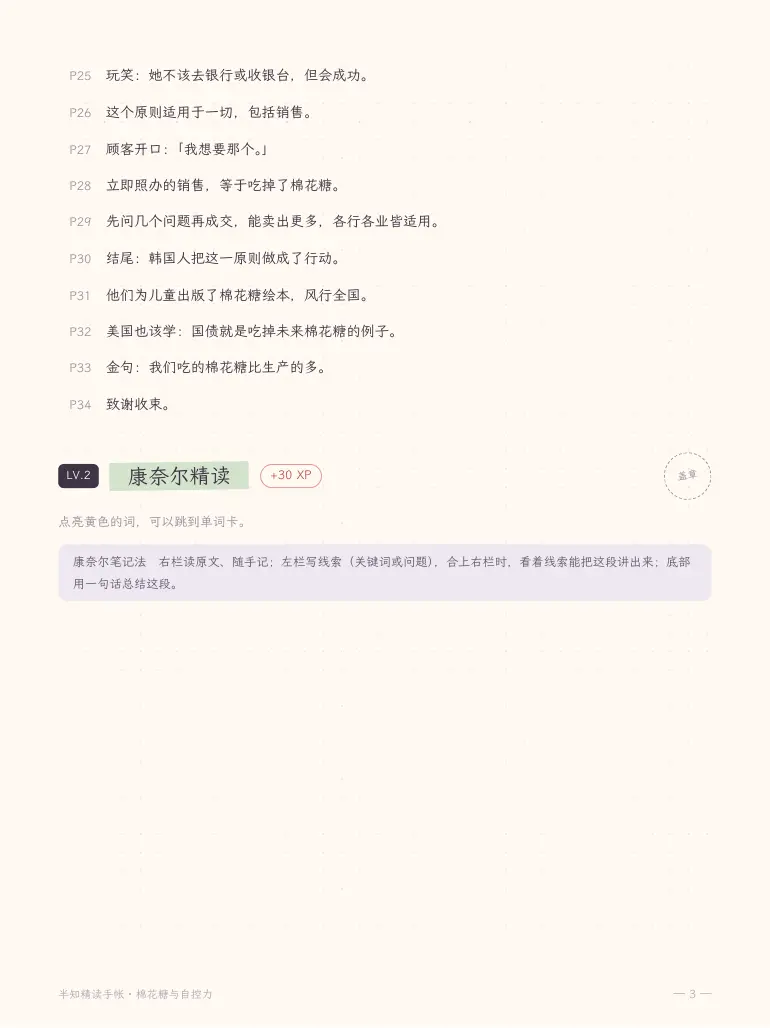 P25 玩笑：她不该去银行或收银台，但会成功。
P26 这个原则适用于一切，包括销售。
P27 顾客开口：「我想要那个。」
P28 立即照办的销售，等于吃掉了棉花糖。
P29 先问几个问题再成交，能卖出更多，各行各业皆适用。
P30 结尾：韩国人把这一原则做成了行动。
P31 他们为儿童出版了棉花糖绘本，风行全国。
P32 美国也该学：国债就是吃掉未来棉花糖的例子。
P33 金句：我们吃的棉花糖比生产的多。
P34 致谢收束。
LV.2 康奈尔精读 +30 XP 盖章
点亮黄色的词，可以跳到单词卡。
康奈尔笔记法 右栏读原文、随手记；左栏写线索（关键词或问题），合上右栏时，看着线索能把这段讲出来；底部
用一句话总结这段。
半知精读手帐·棉花糖与自控力 — 3 —